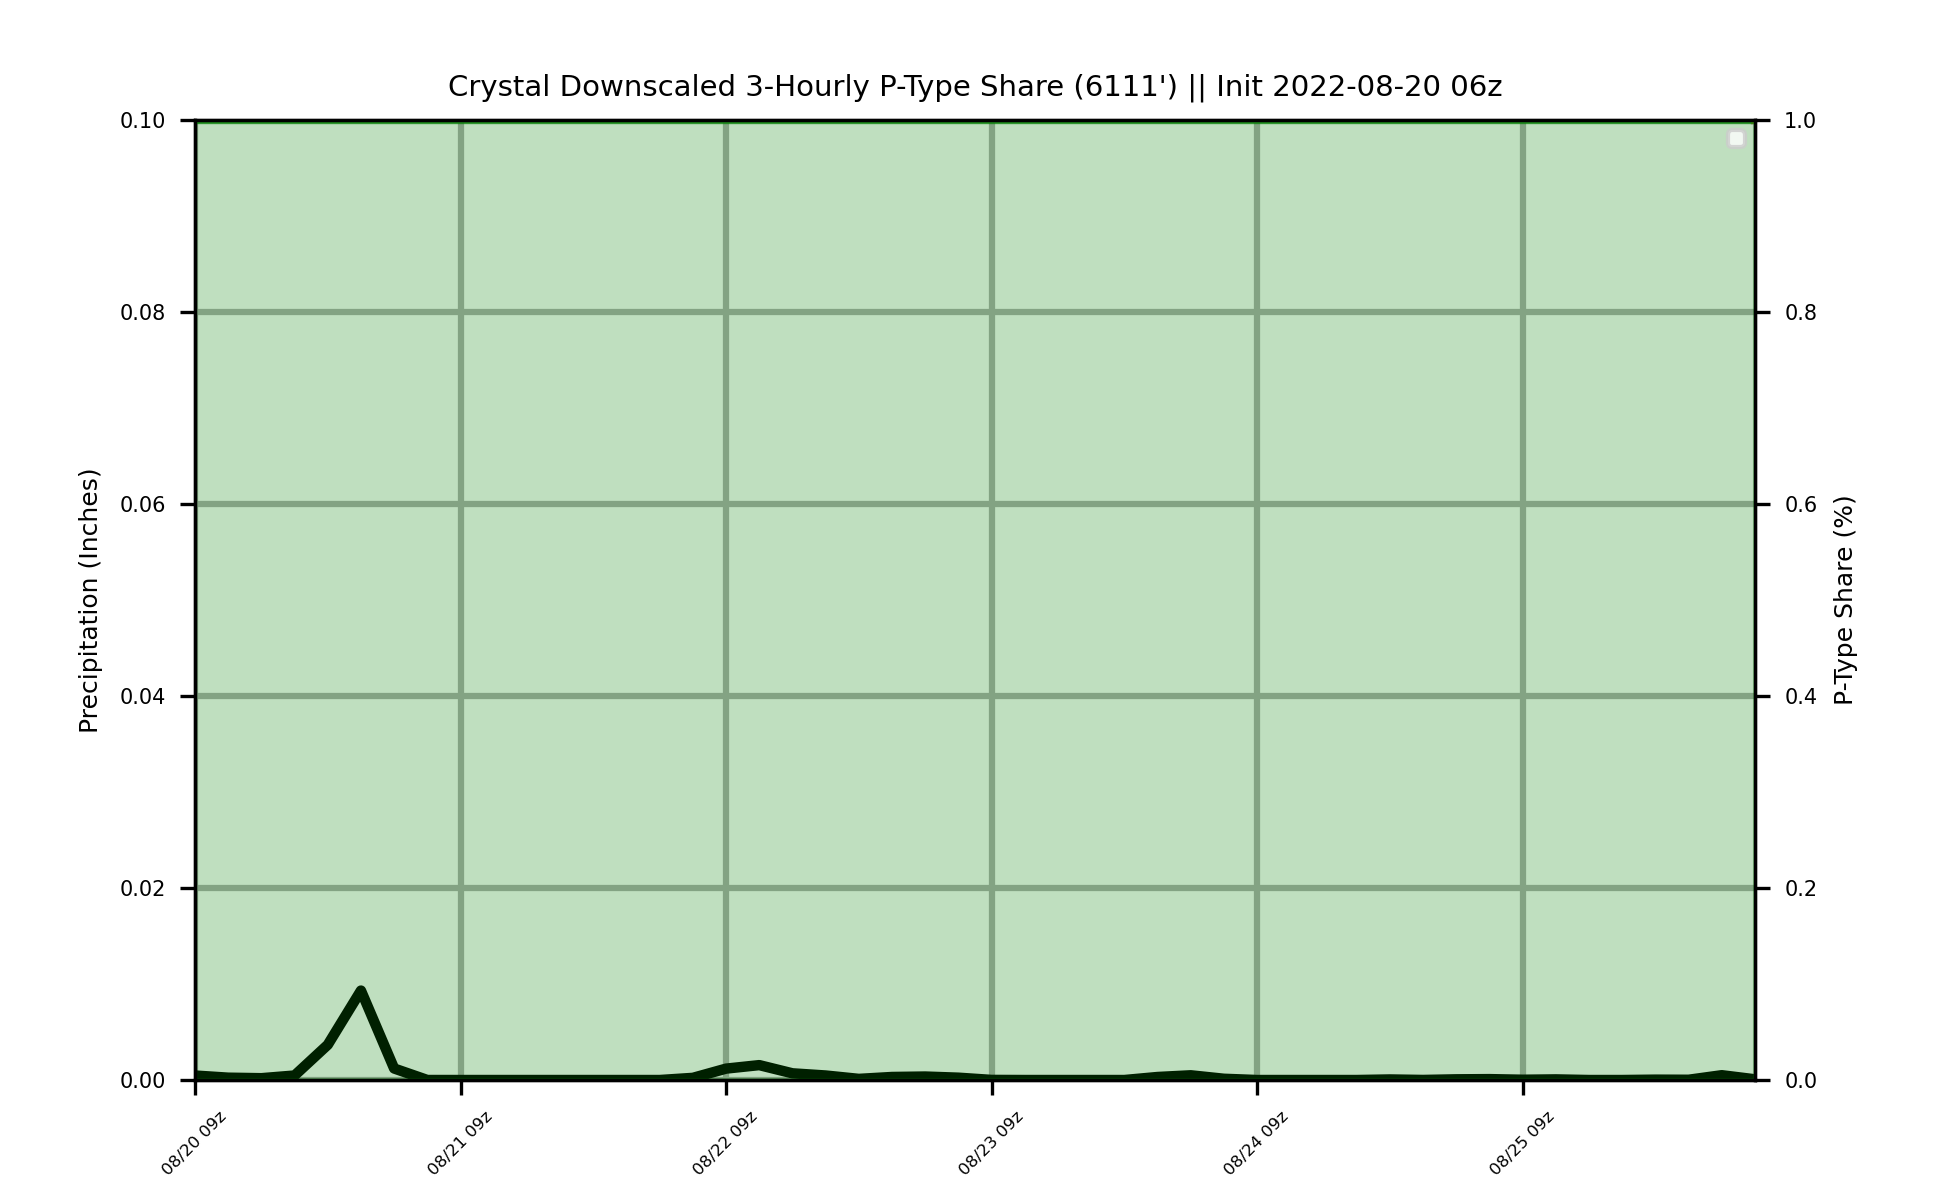 Crystal Downscaled 3-Hourly P-Type Share (6111') || Init 2022-08-20 06z
0.10
0.08
0.06
0.04
0.02
0.00
Precipitation (Inches)
1.0
0.8
0.6
0.4
0.2
0.0
P-Type Share (%)
08/20 09z
08/21 09z
08/22 09z
08/23 09z
08/24 09z
08/25 09z